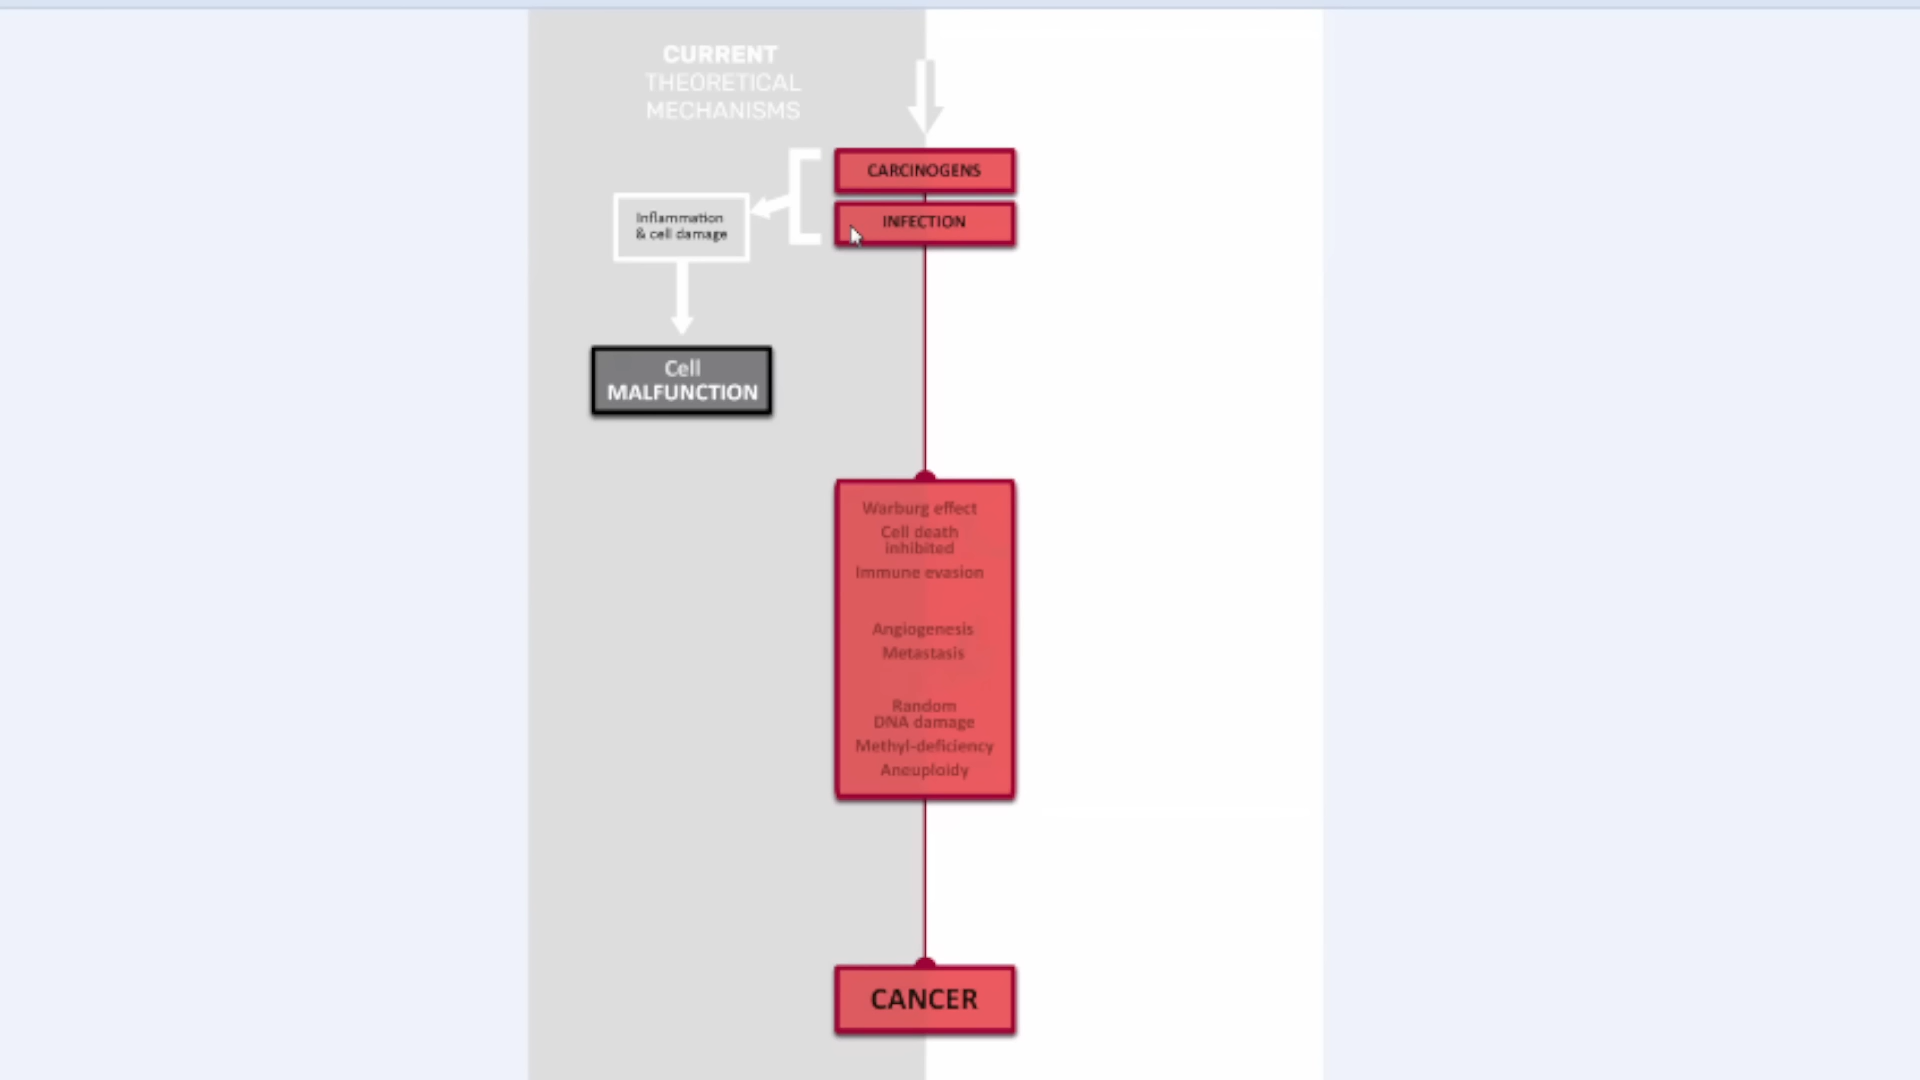 CURRENT
THEORETICAL
MECHANISMS
CARCINOGENS
INFECTION
Inflammation
& cell damage
Cell
MALFUNCTION
Warburg effect
Cell death
inhibited
Immune evasion
Angiogenesis
Metastasis
Random
DNA damage
Methyl-deficiency
Aneuploidy
CANCER